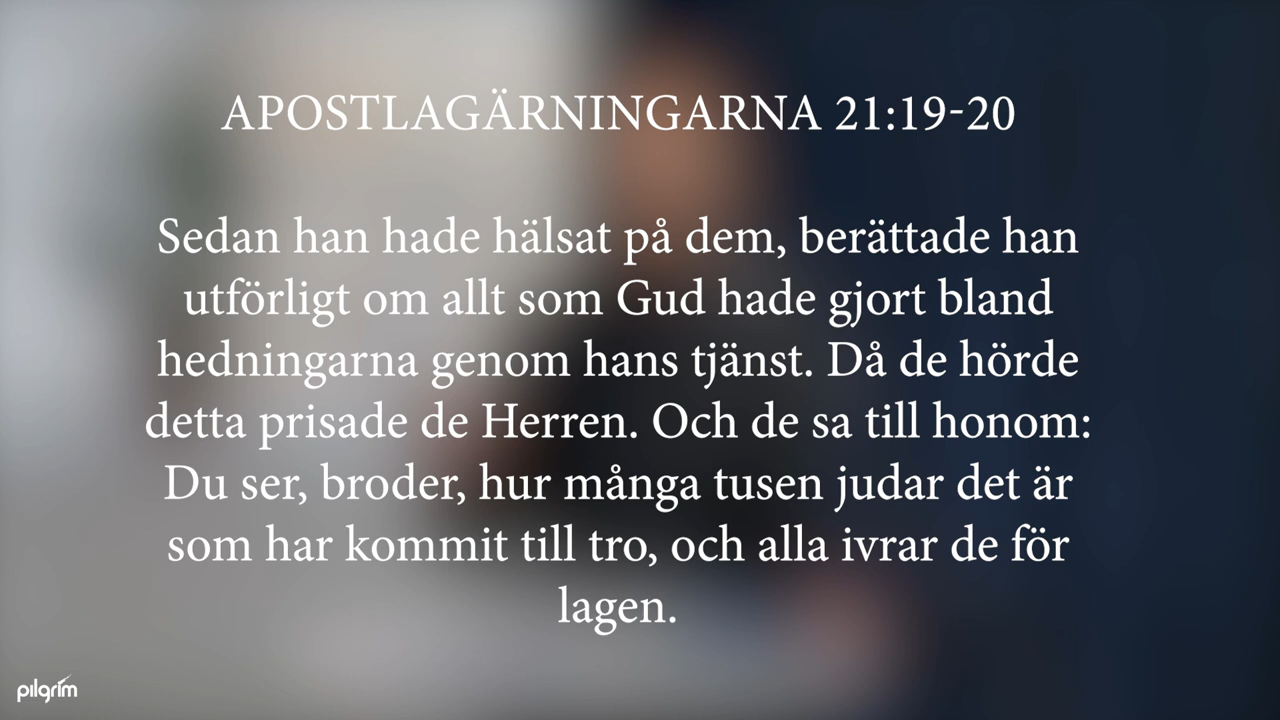 APOSTLAGÄRNINGARNA 21:19-20
Sedan han hade hälsat på dem, berättade han
utförligt om allt som Gud hade gjort bland
hedningarna genom hans tjänst. Då de hörde
detta prisade de Herren. Och de sa till honom:
Du ser, broder, hur många tusen judar det är
som har kommit till tro, och alla ivrar de för
lagen.
pilgrim